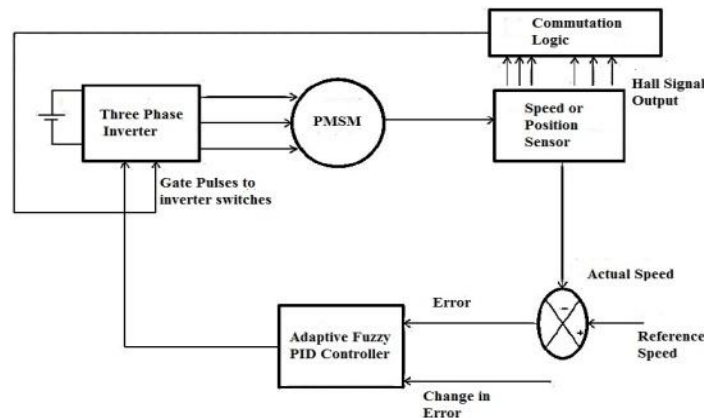 Commutation
Logic
Hall Signal
Output
Three Phase
Inverter
PMSM
Speed or
Position
Sensor
Gate Pulses to
inverter switches
Actual Speed
Error
-
+
Reference
Speed
Adaptive Fuzzy
PID Controller
Change in
Error